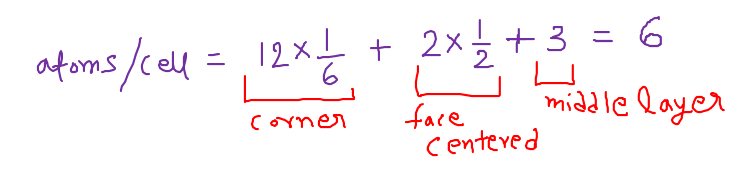 atoms/cell = 12 × 1/6 + 2 × 1/2 + 3 = 6
corner face centered middle layer